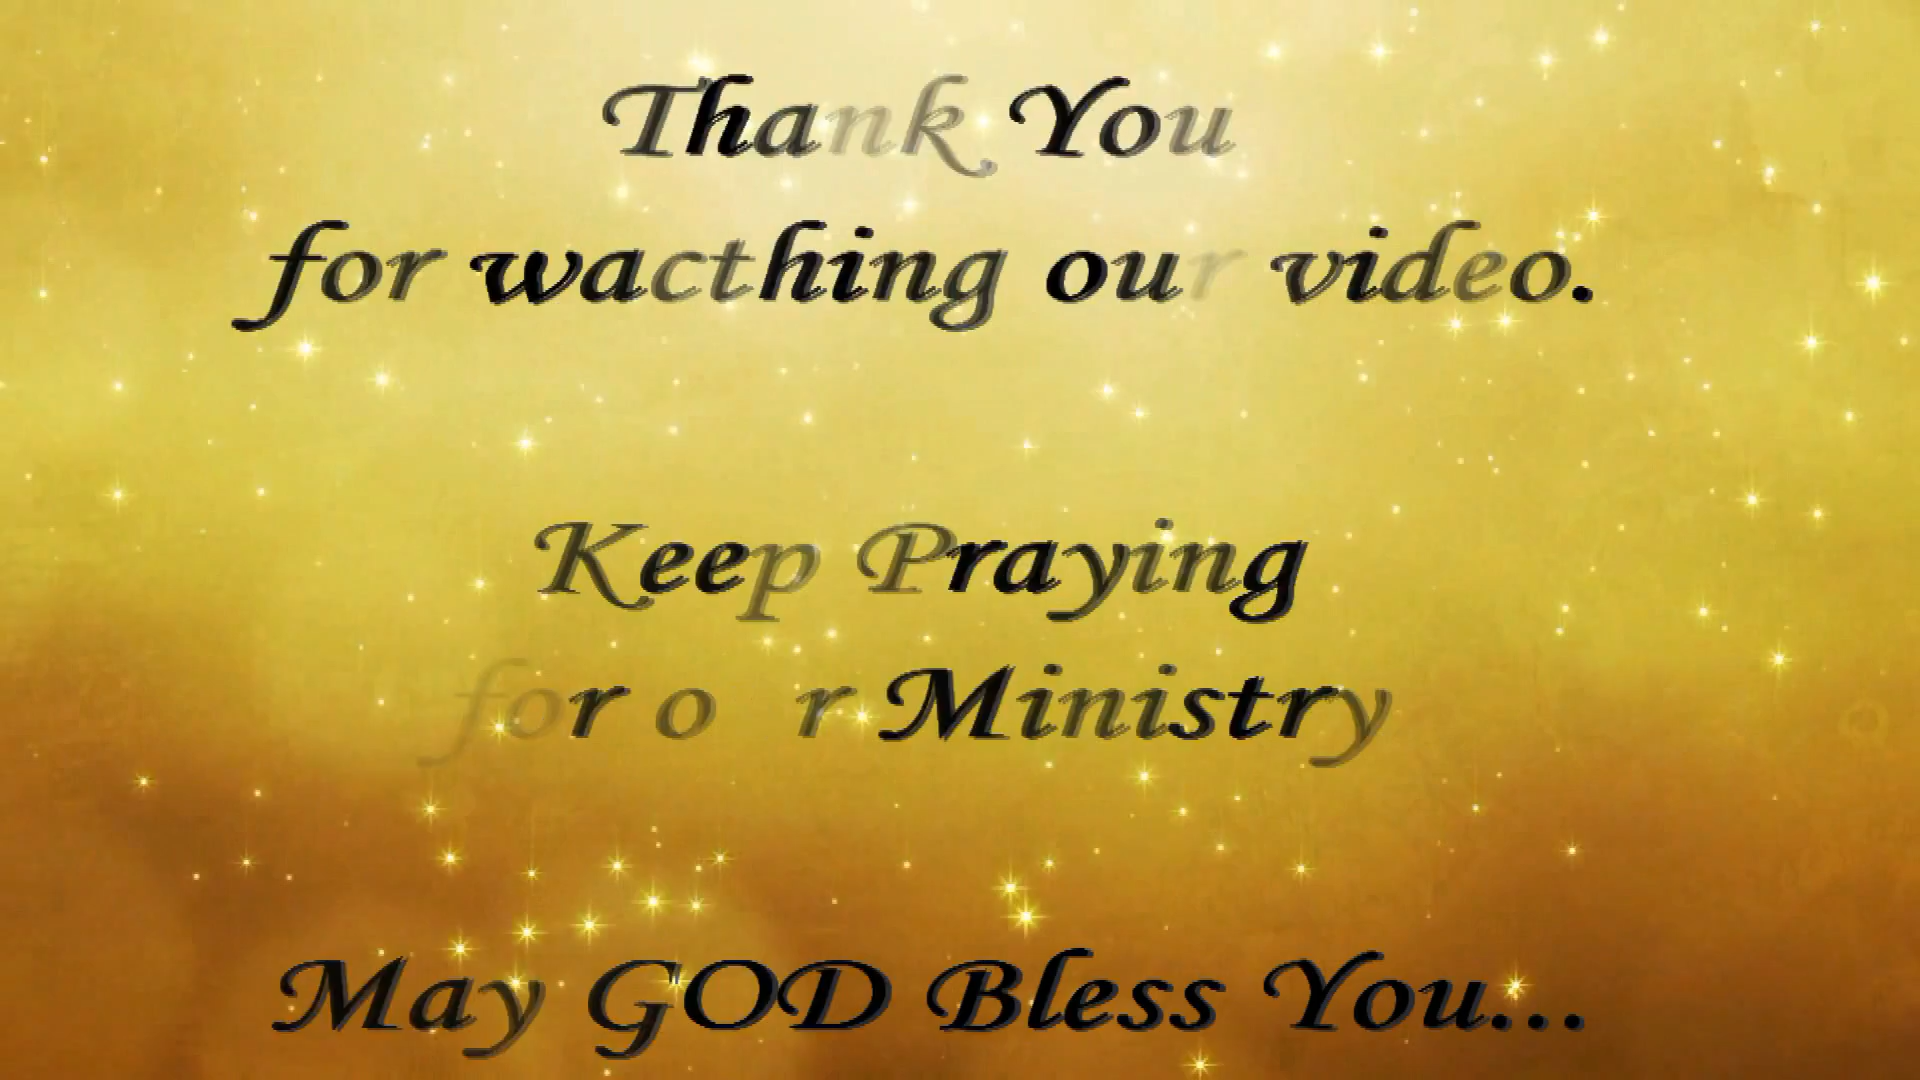 Thank You
for wacthing our video.
Keep Praying
for o r Ministry
May GOD Bless You...